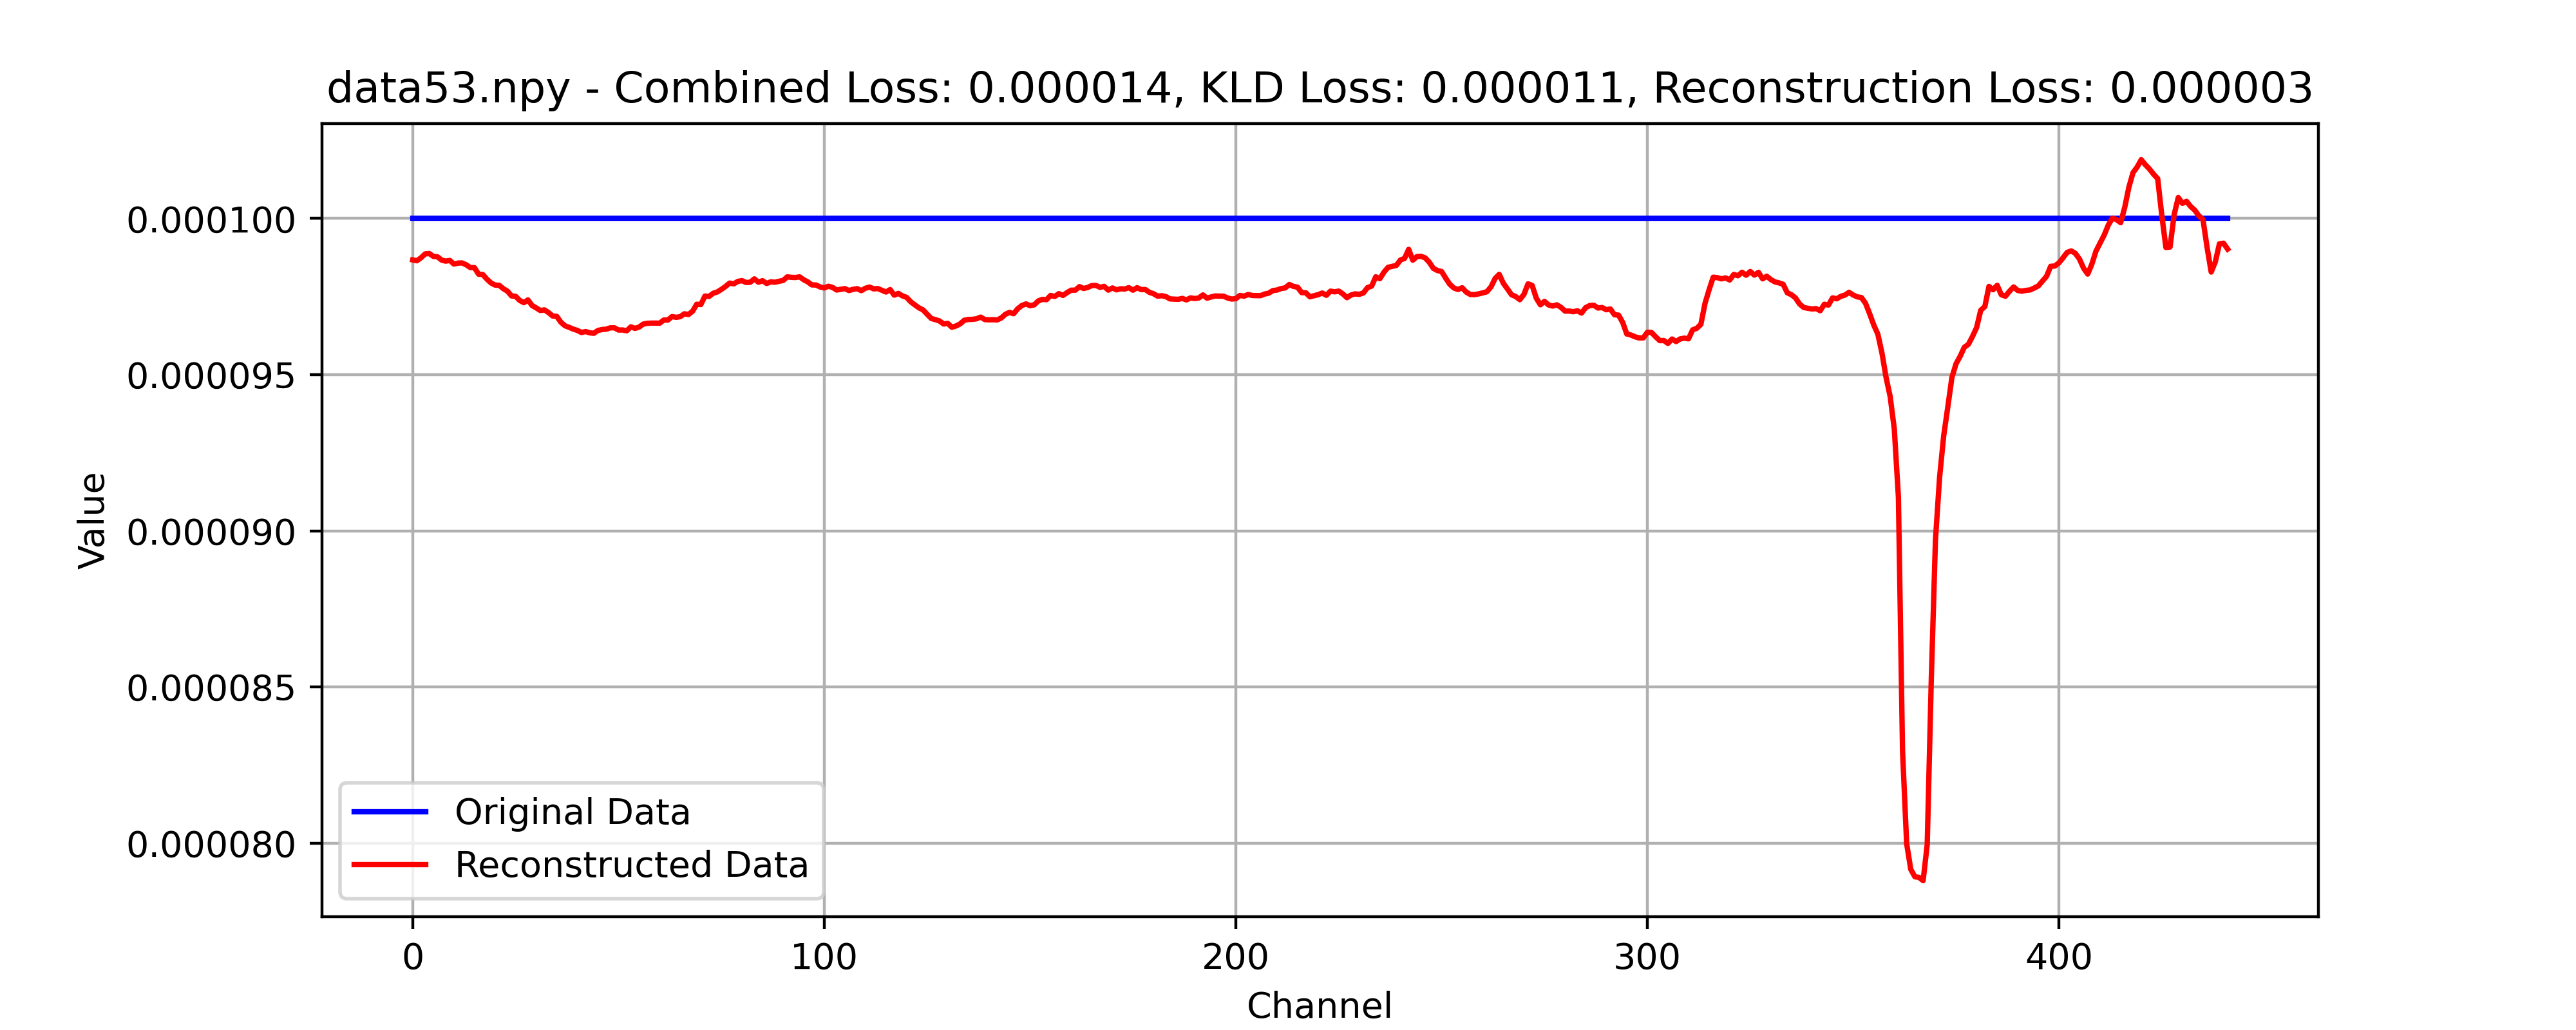 data53.npy - Combined Loss: 0.000014, KLD Loss: 0.000011, Reconstruction Loss: 0.000003
0.000100
0.000095
0.000090
0.000085
0.000080
Value
Original Data
Reconstructed Data
0 100 200 300 400
Channel